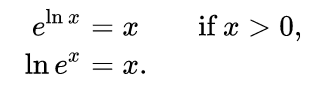 e^{ln x} = x if x > 0,
ln e^x = x.